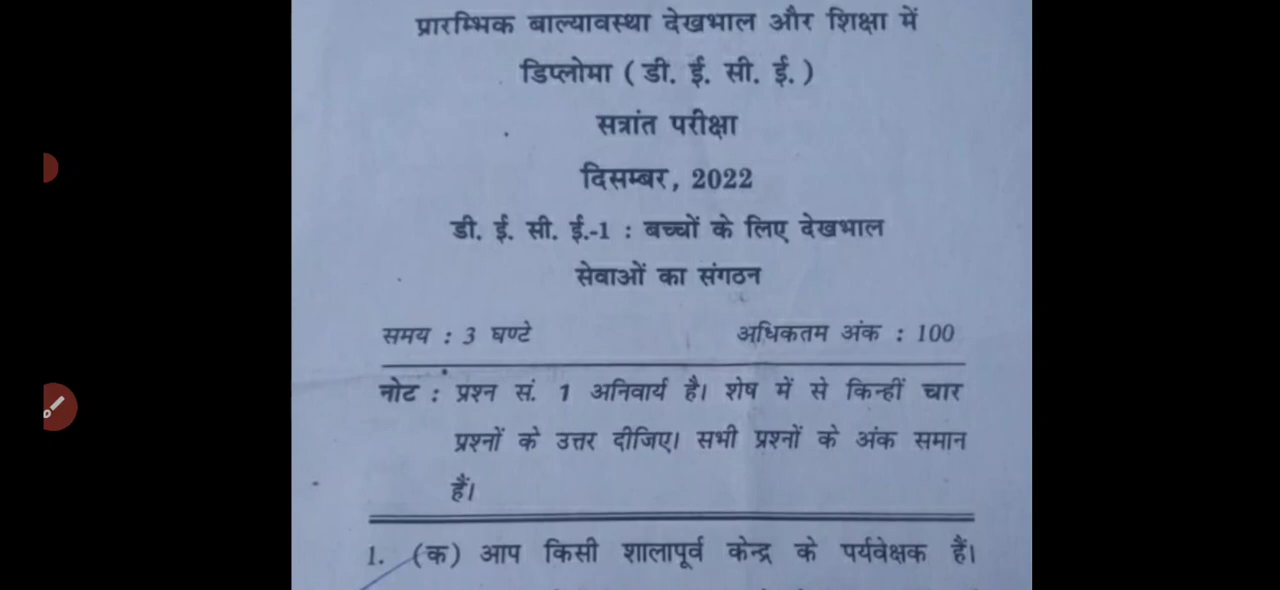 प्रारम्भिक बाल्यावस्था देखभाल और शिक्षा में
डिप्लोमा ( डी. ई. सी. ई. )
सत्रांत परीक्षा
दिसम्बर, 2022
डी. ई. सी. ई.-1 : बच्चों के लिए देखभाल
सेवाओं का संगठन
समय : 3 घण्टे अधिकतम अंक : 100
नोट : प्रश्न सं. 1 अनिवार्य है। शेष में से किन्हीं चार
प्रश्नों के उत्तर दीजिए। सभी प्रश्नों के अंक समान
हैं।
1. (क) आप किसी शालापूर्व केन्द्र के पर्यवेक्षक हैं।